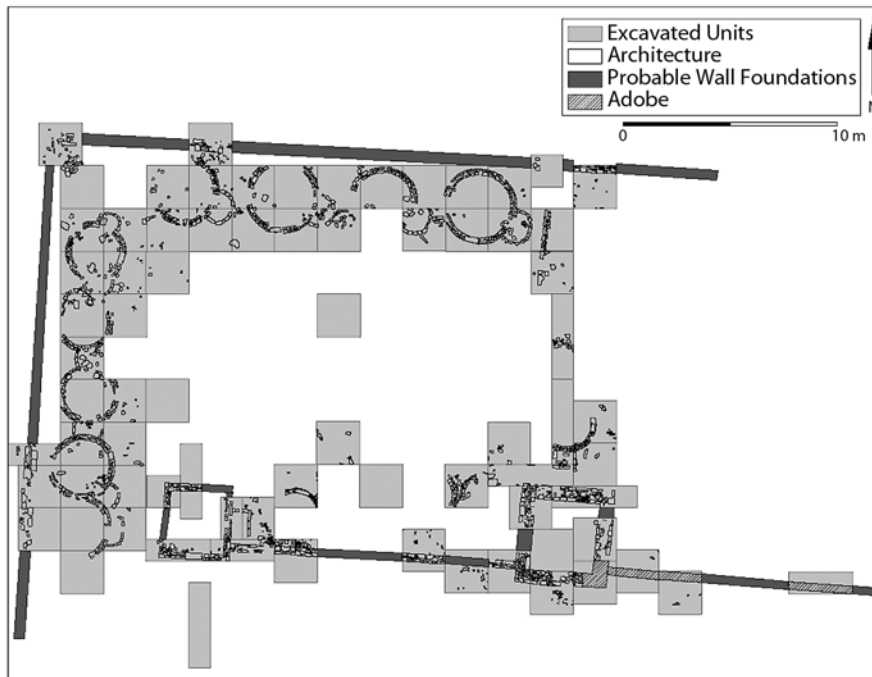 Excavated Units
Architecture
Probable Wall Foundations
Adobe
N
0 10 m